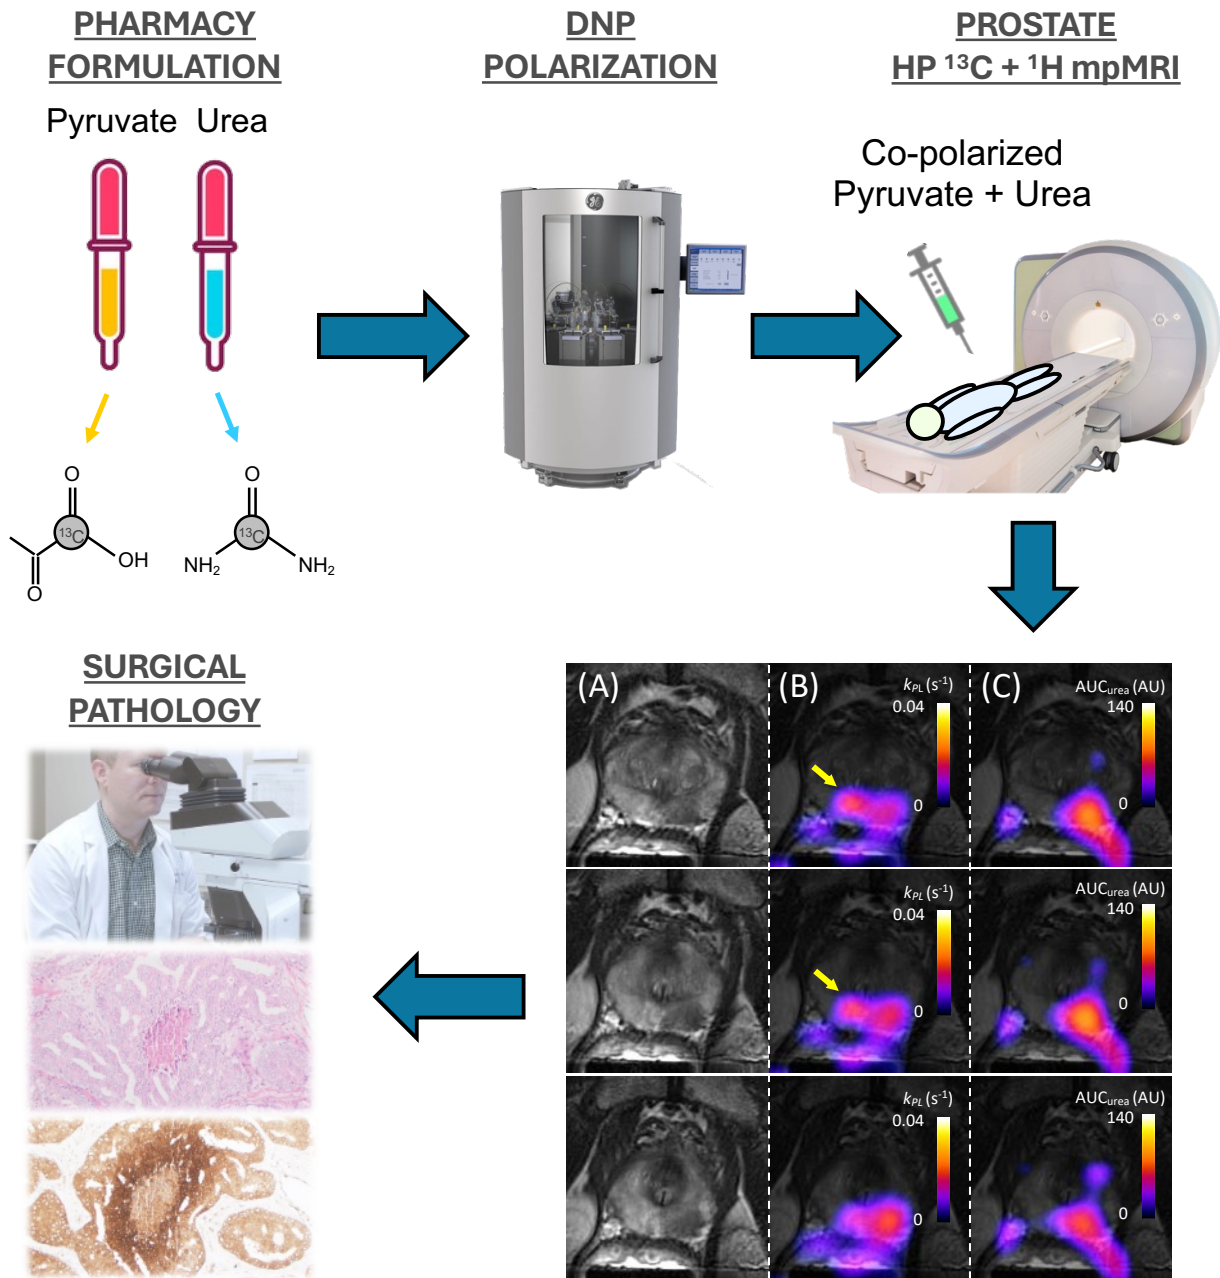 PHARMACY
FORMULATION
Pyruvate Urea
O
¹³C
OH
O
O
¹³C
NH₂
NH₂
DNP
POLARIZATION
PROSTATE
HP ¹³C + ¹H mpMRI
Co-polarized
Pyruvate + Urea
SURGICAL
PATHOLOGY
(A)
(B)
kPL (s⁻¹)
0.04
0
(C)
AUCurea (AU)
140
0
kPL (s⁻¹)
0.04
0
AUCurea (AU)
140
0
kPL (s⁻¹)
0.04
0
AUCurea (AU)
140
0